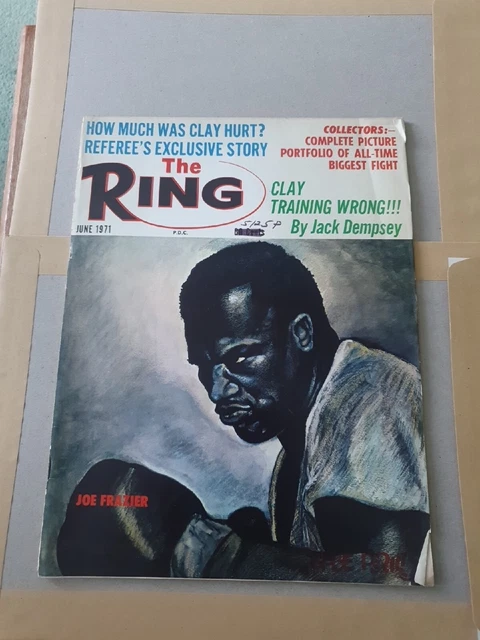 HOW MUCH WAS CLAY HURT?
REFEREE'S EXCLUSIVE STORY
COLLECTORS:-
COMPLETE PICTURE
PORTFOLIO OF ALL-TIME
BIGGEST FIGHT
The
RING
CLAY
TRAINING WRONG!!!
By Jack Dempsey
JUNE 1971
P.D.C.
JOE FRAZIER